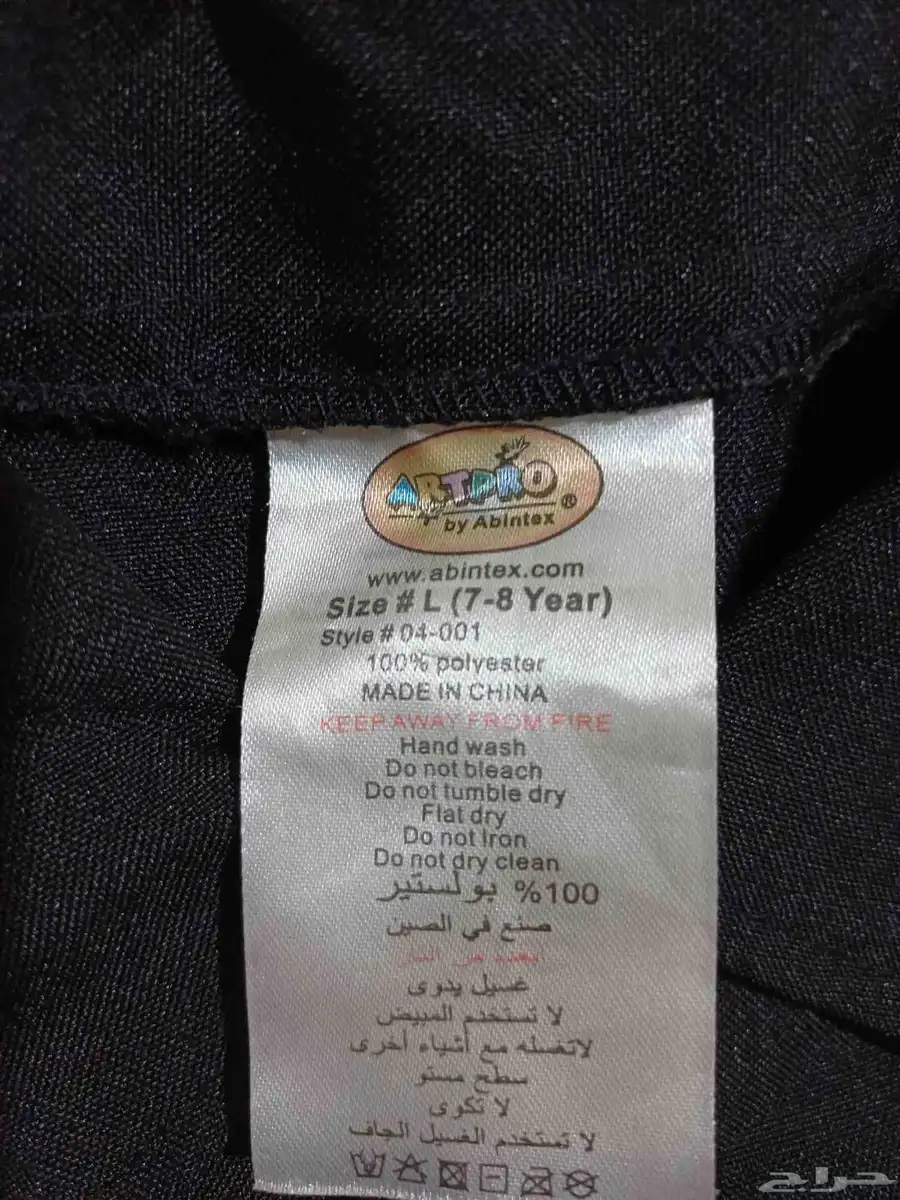 ARTPRO ®
by Abintex
www.abintex.com
Size # L (7-8 Year)
Style # 04-001
100% polyester
MADE IN CHINA
KEEP AWAY FROM FIRE
Hand wash
Do not bleach
Do not tumble dry
Flat dry
Do not Iron
Do not dry clean
%100 بولستير
صنع في الصين
غسيل يدوى
لا تستخدم المبيض
لاتغسله مع أشياء أخرى
سطح مستو
لا تكوى
لا تستخدم الغسيل الجاف
حراج